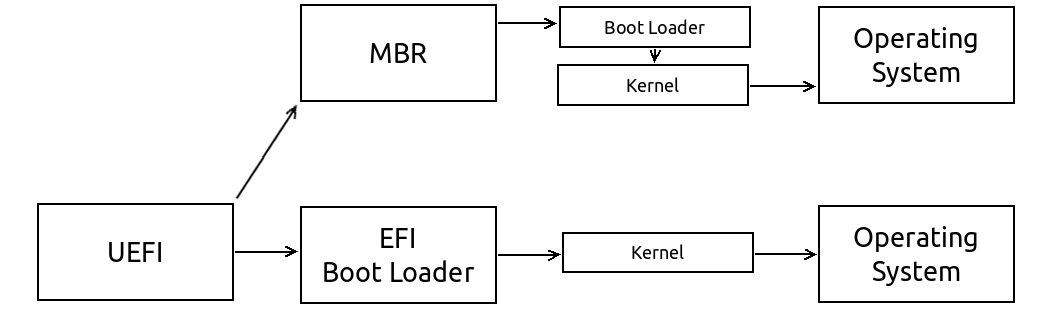 MBR
Boot Loader
Kernel
Operating
System
UEFI
EFI
Boot Loader
Kernel
Operating
System